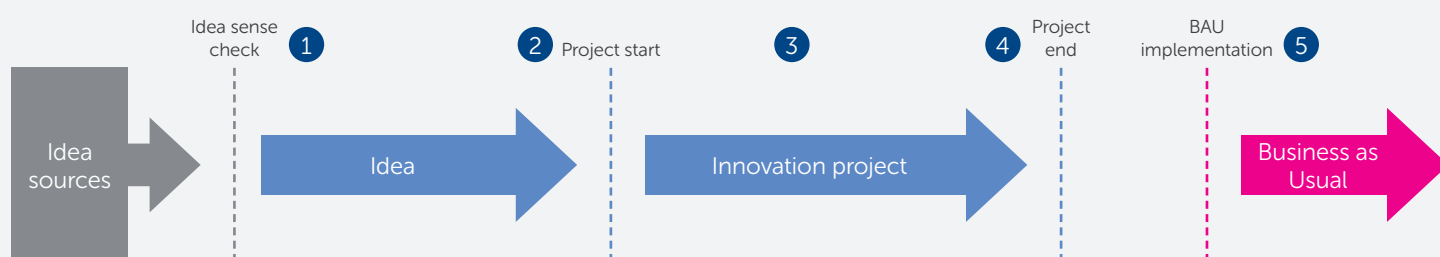 Idea sense
check
1
2
Project start
3
4
Project
end
BAU
implementation
5
Idea
sources
Idea
Innovation project
Business as
Usual